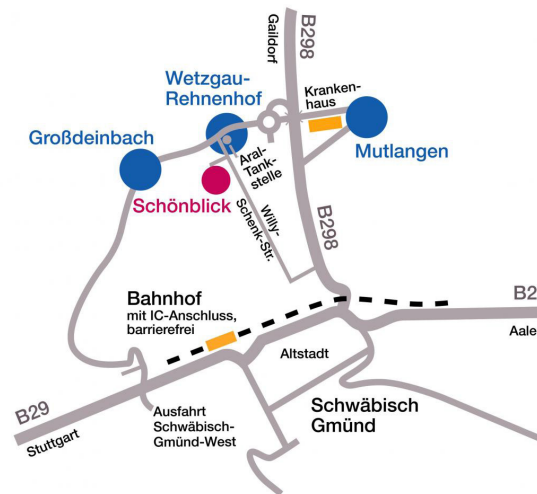 B298
Gaildorf
Wetzgau-
Rehnenhof
Kranken-
haus
Großdeinbach
Mutlangen
Aral-
Tank-
stelle
Schönblick
Willy-
Schenk-Str.
B298
Bahnhof
mit IC-Anschluss,
barrierefrei
B2
Aale
Altstadt
Schwäbisch
Gmünd
B29
Stuttgart
Ausfahrt
Schwäbisch-
Gmünd-West